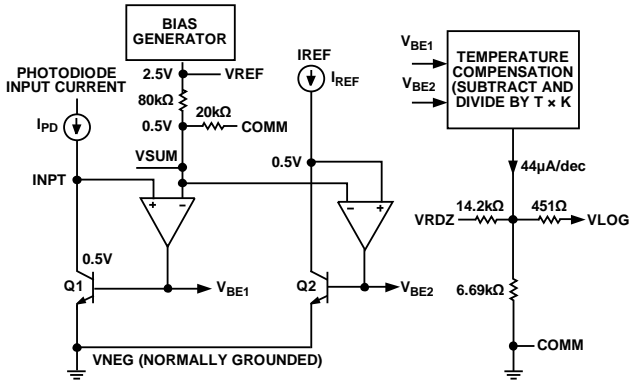 BIAS
GENERATOR
PHOTODIODE
INPUT CURRENT
I_PD
2.5V
VREF
80kΩ
20kΩ
0.5V
COMM
VSUM
INPT
+
–
0.5V
Q1
V_BE1
VNEG (NORMALLY GROUNDED)
IREF
I_REF
0.5V
–
+
Q2
V_BE2
V_BE1
V_BE2
TEMPERATURE
COMPENSATION
(SUBTRACT AND
DIVIDE BY T × K
44µA/dec
14.2kΩ
451Ω
VRDZ
VLOG
6.69kΩ
COMM